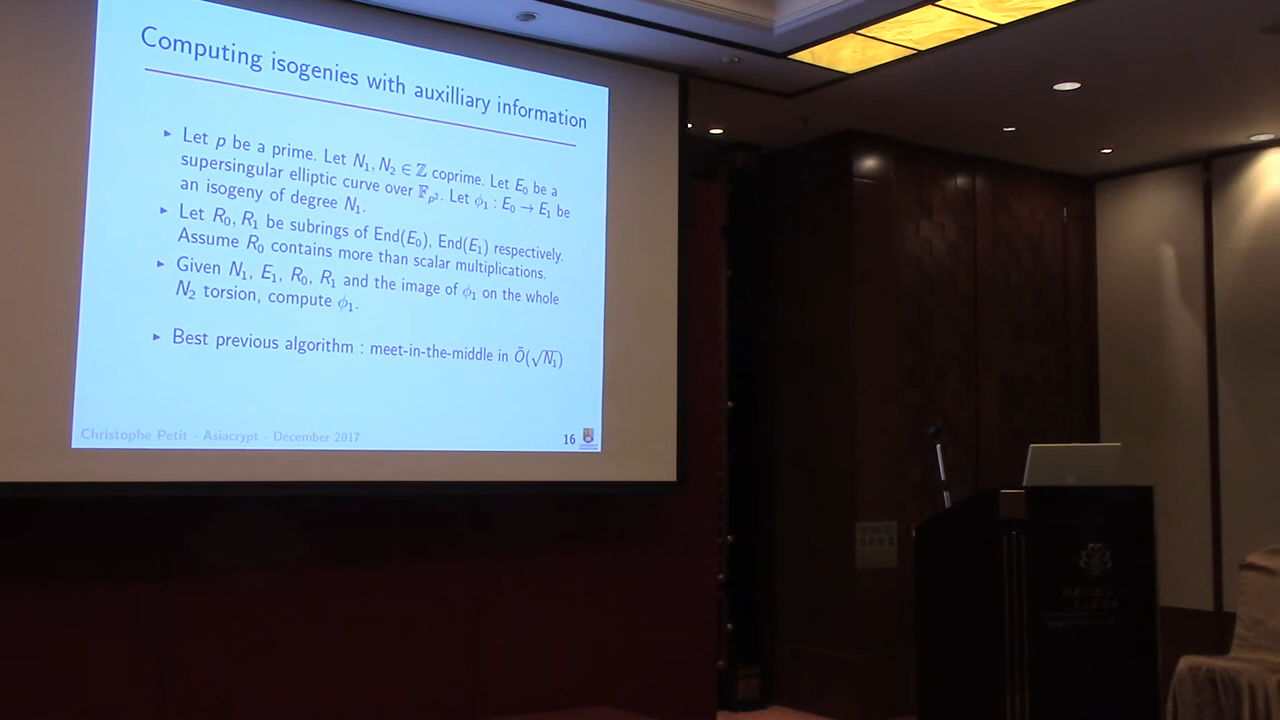 Computing isogenies with auxilliary information
▸ Let p be a prime. Let N₁, N₂ ∈ ℤ coprime. Let E₀ be a
supersingular elliptic curve over 𝔽ₚ². Let ϕ₁ : E₀ → E₁ be
an isogeny of degree N₁.
▸ Let R₀, R₁ be subrings of End(E₀), End(E₁) respectively.
Assume R₀ contains more than scalar multiplications.
▸ Given N₁, E₁, R₀, R₁ and the image of ϕ₁ on the whole
N₂ torsion, compute ϕ₁.
▸ Best previous algorithm : meet-in-the-middle in Õ(√N₁)
Christophe Petit - Asiacrypt - December 2017
16